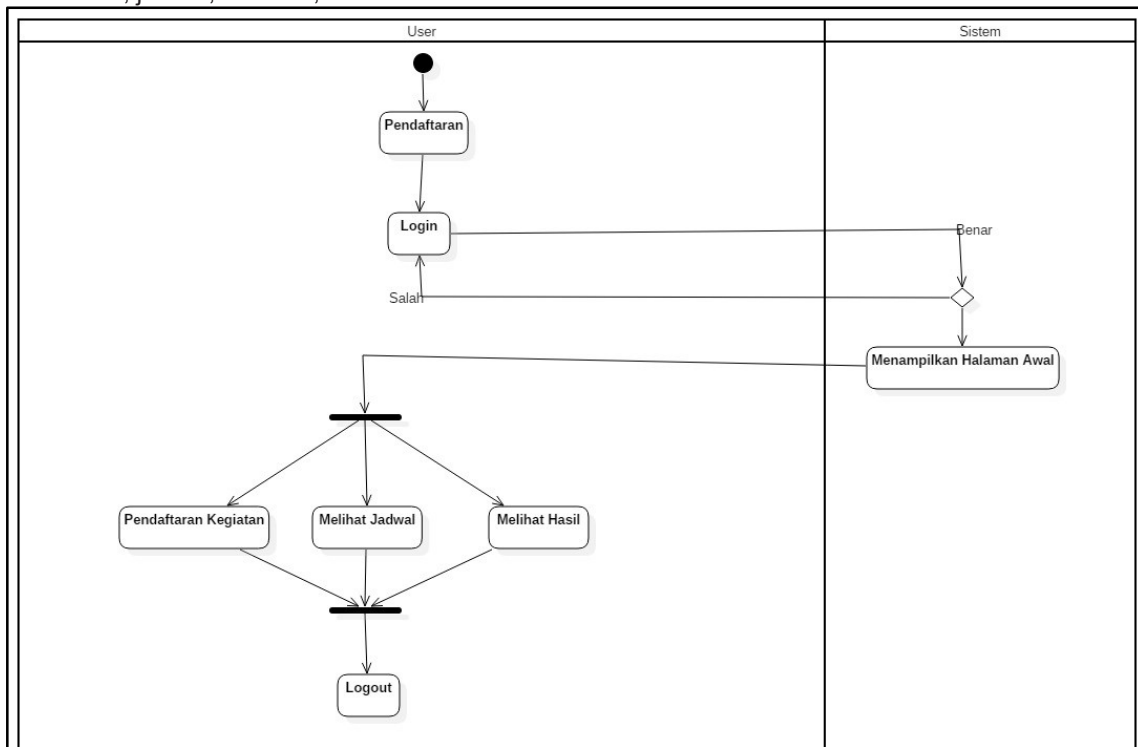 User
Sistem
Pendaftaran
Login
Benar
Salah
Menampilkan Halaman Awal
Pendaftaran Kegiatan
Melihat Jadwal
Melihat Hasil
Logout